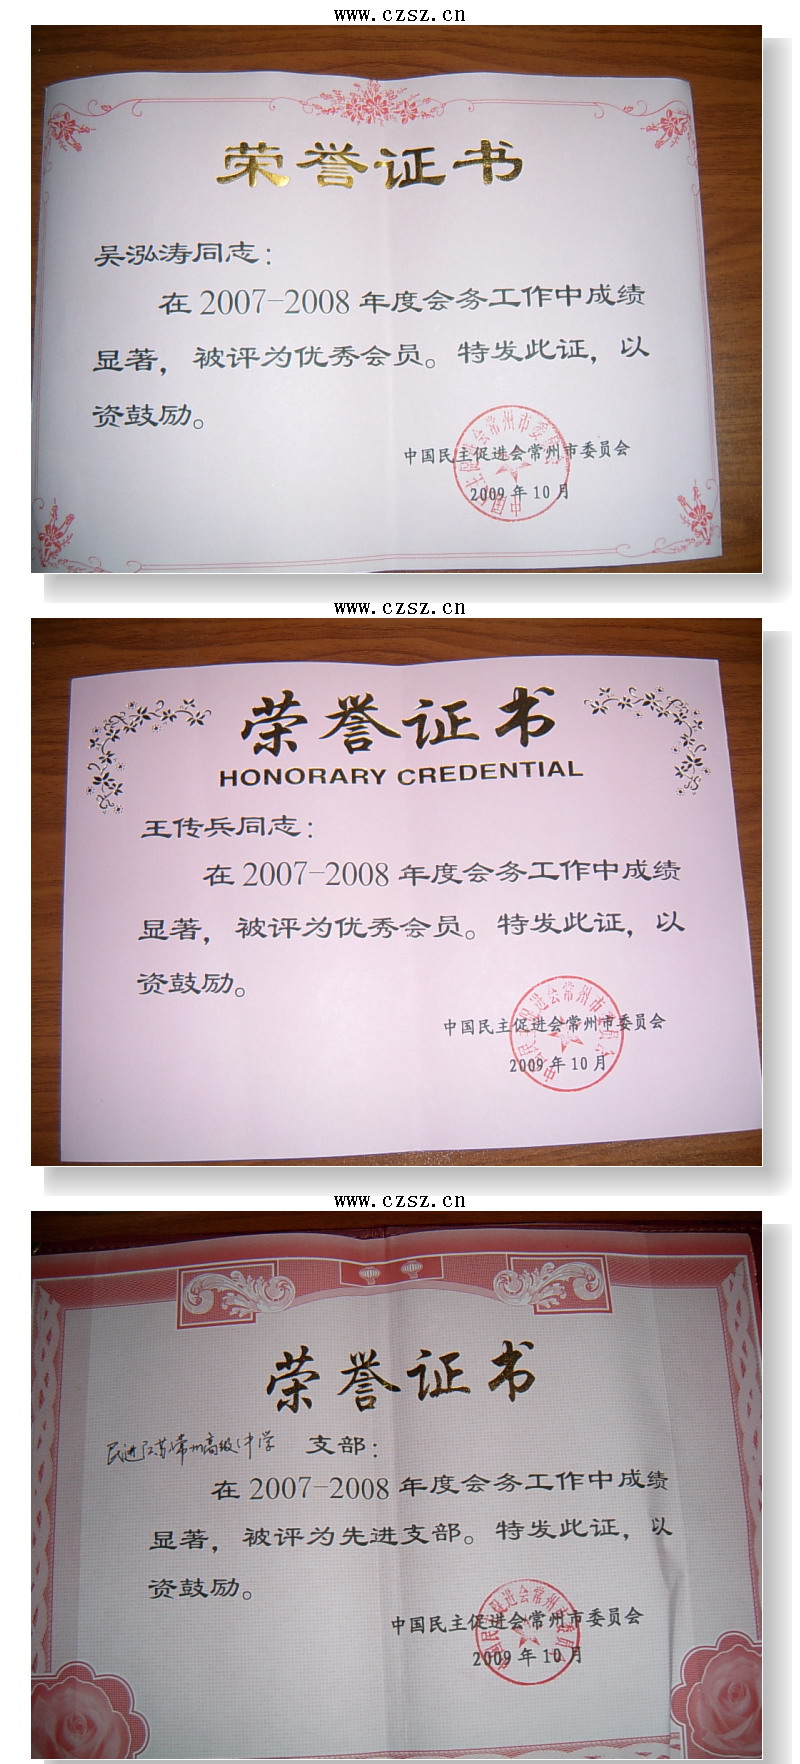 www.czsz.cn
荣誉证书
吴泓涛同志：
在2007-2008年度会务工作中成绩
显著，被评为优秀会员。特发此证，以
资鼓励。
中国民主促进会常州市委员会
2009年10月
www.czsz.cn
荣誉证书
HONORARY CREDENTIAL
王传兵同志：
在2007-2008年度会务工作中成绩
显著，被评为优秀会员。特发此证，以
资鼓励。
中国民主促进会常州市委员会
2009年10月
www.czsz.cn
荣誉证书
民进江苏常州高级中学 支部：
在2007-2008年度会务工作中成绩
显著，被评为先进支部。特发此证，以
资鼓励。
中国民主促进会常州市委员会
2009年10月